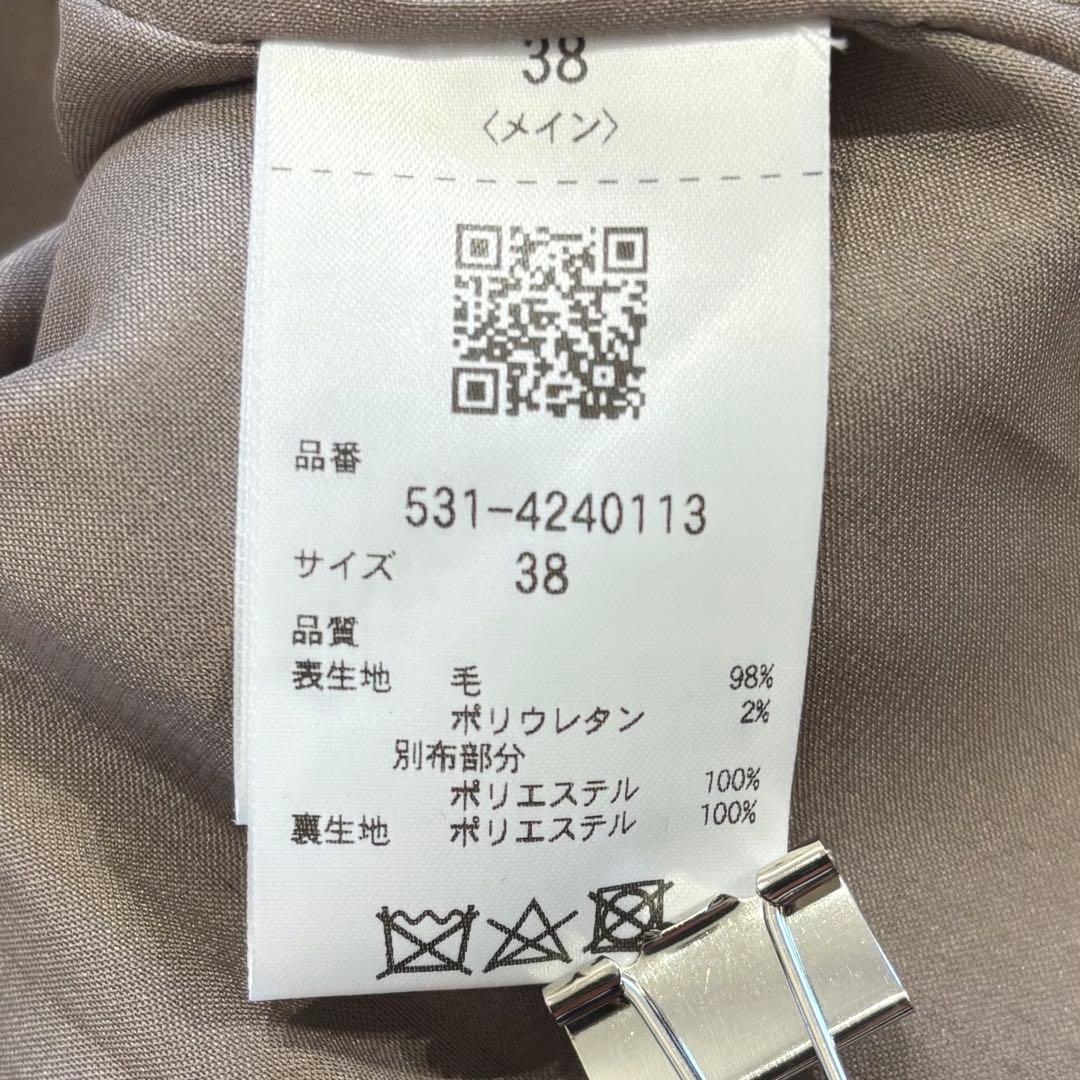 38
〈メイン〉
品番
531-4240113
サイズ 38
品質
表生地 毛 98%
ポリウレタン 2%
別布部分
ポリエステル 100%
裏生地 ポリエステル 100%